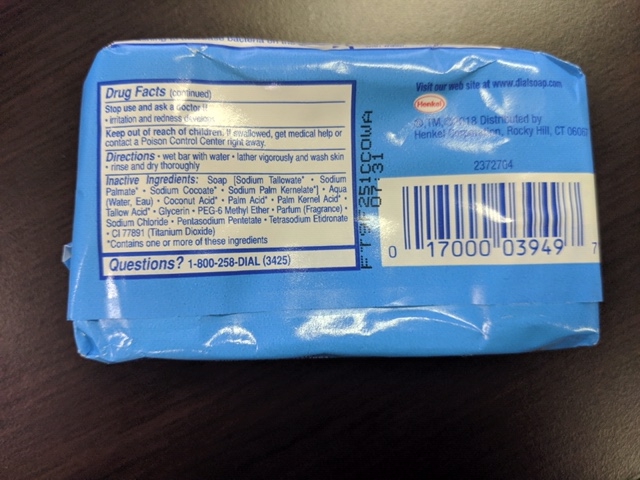 bacteria on
Drug Facts (continued)
Stop use and ask a doctor if
• irritation and redness develops
Keep out of reach of children. If swallowed, get medical help or
contact a Poison Control Center right away.
Directions • wet bar with water • lather vigorously and wash skin
• rinse and dry thoroughly
Inactive Ingredients: Soap [Sodium Tallowate* • Sodium
Palmate* • Sodium Cocoate* • Sodium Palm Kernelate*] • Aqua
(Water, Eau) • Coconut Acid* • Palm Acid* • Palm Kernel Acid*
• Tallow Acid* • Glycerin • PEG-6 Methyl Ether • Parfum (Fragrance) •
Sodium Chloride • Pentasodium Pentetate • Tetrasodium Etidronate
• CI 77891 (Titanium Dioxide)
*Contains one or more of these ingredients
Questions? 1-800-258-DIAL (3425)
Visit our web site at www.dialsoap.com
Henkel
©,TM,®2018 Distributed by
Henkel Corporation, Rocky Hill, CT 06067
2372704
07:31
0 17000 03949 7